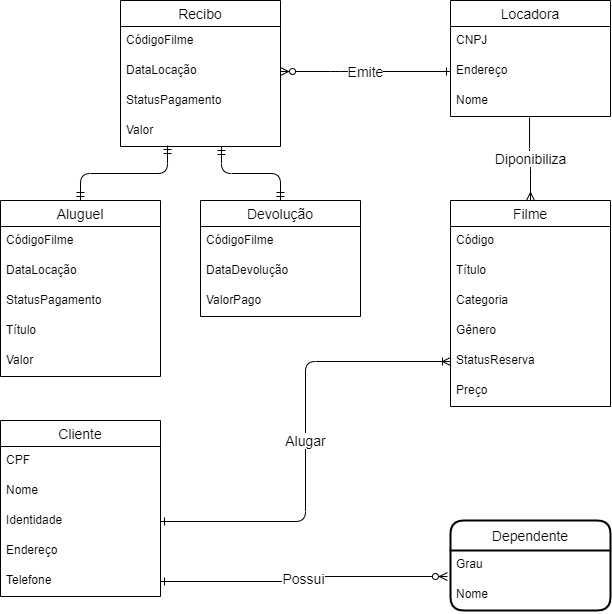 Recibo
CódigoFilme
DataLocação
StatusPagamento
Valor
Emite
Locadora
CNPJ
Endereço
Nome
Diponibiliza
Aluguel
CódigoFilme
DataLocação
StatusPagamento
Título
Valor
Devolução
CódigoFilme
DataDevolução
ValorPago
Filme
Código
Título
Categoria
Gênero
StatusReserva
Preço
Alugar
Cliente
CPF
Nome
Identidade
Endereço
Telefone
Possui
Dependente
Grau
Nome